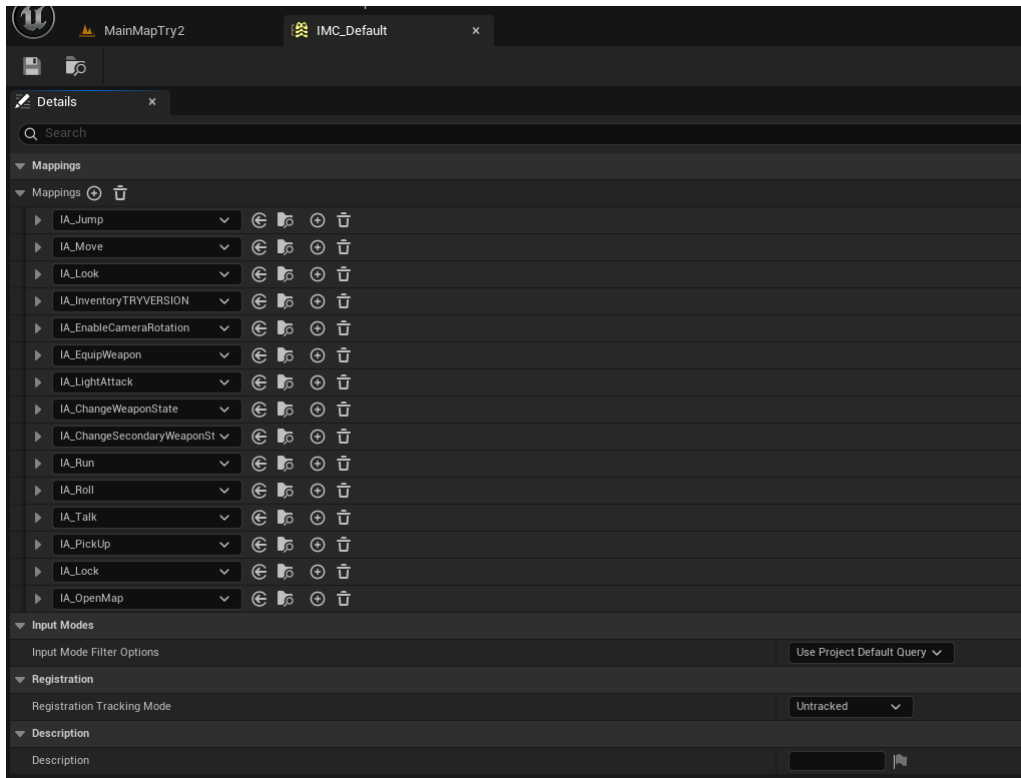 MainMapTry2
IMC_Default
Details
Search
Mappings
Mappings
IA_Jump
IA_Move
IA_Look
IA_InventoryTRYVERSION
IA_EnableCameraRotation
IA_EquipWeapon
IA_LightAttack
IA_ChangeWeaponState
IA_ChangeSecondaryWeaponSt
IA_Run
IA_Roll
IA_Talk
IA_PickUp
IA_Lock
IA_OpenMap
Input Modes
Input Mode Filter Options Use Project Default Query
Registration
Registration Tracking Mode Untracked
Description
Description